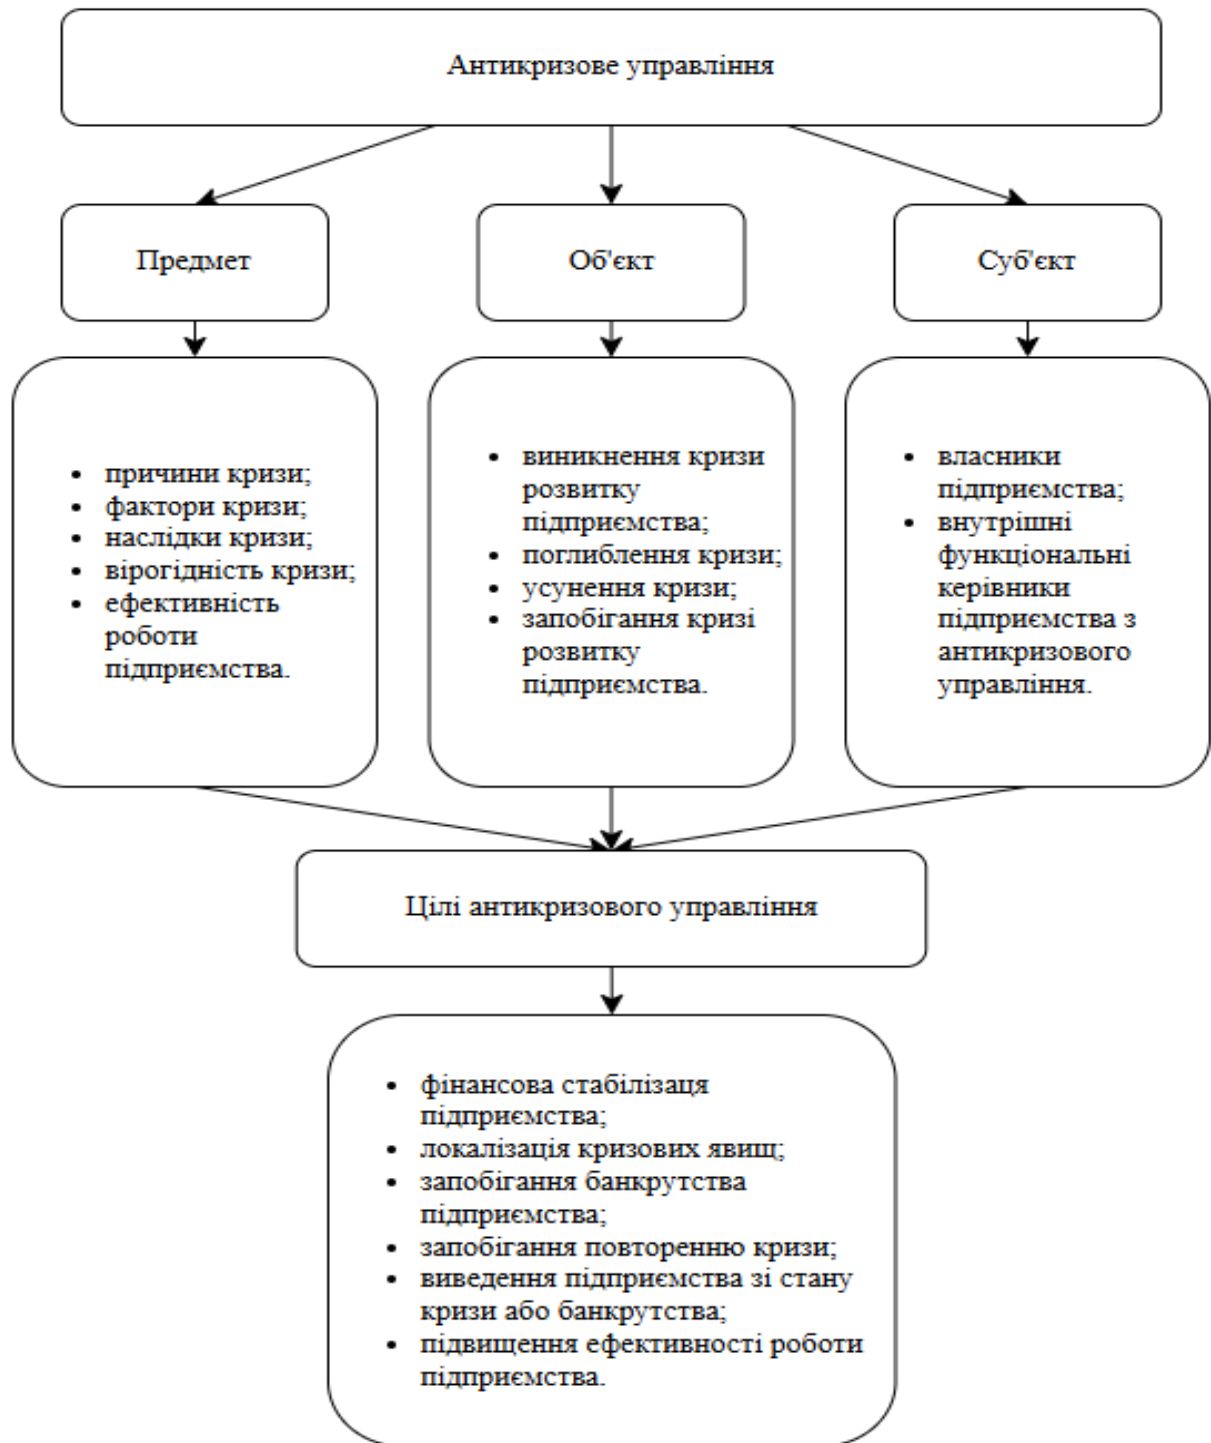 Антикризове управління
Предмет
Об'єкт
Суб'єкт
• причини кризи;
• фактори кризи;
• наслідки кризи;
• вірогідність кризи;
• ефективність
роботи
підприємства.
• виникнення кризи
розвитку
підприємства;
• поглиблення кризи;
• усунення кризи;
• запобігання кризі
розвитку
підприємства.
• власники
підприємства;
• внутрішні
функціональні
керівники
підприємства з
антикризового
управління.
Цілі антикризового управління
• фінансова стабілізаця
підприємства;
• локалізація кризових явищ;
• запобігання банкрутства
підприємства;
• запобігання повторенню кризи;
• виведення підприємства зі стану
кризи або банкрутства;
• підвищення ефективності роботи
підприємства.